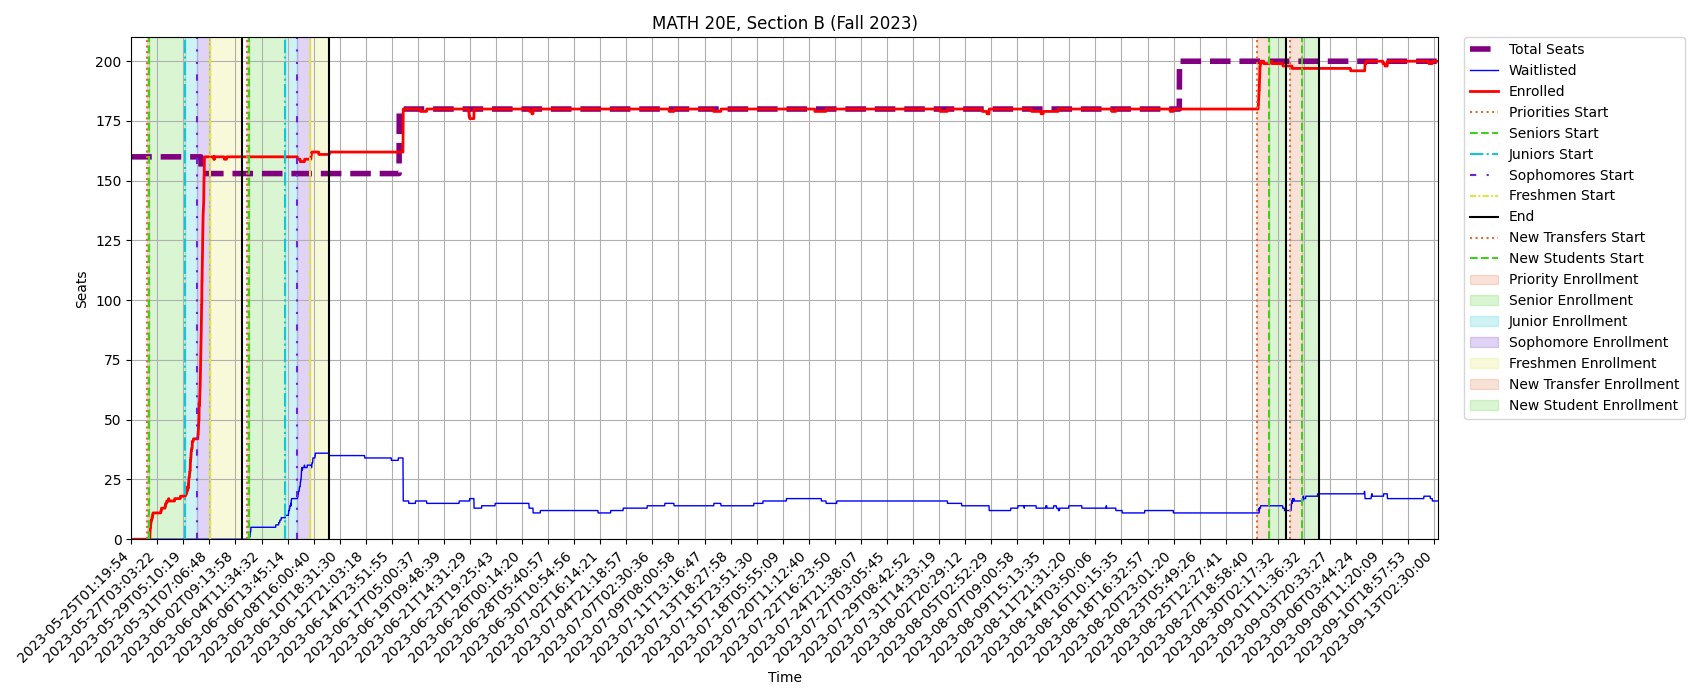 MATH 20E, Section B (Fall 2023)
Seats
200
175
150
125
100
75
50
25
0
2023-05-25T01:19:54
2023-05-27T03:03:22
2023-05-29T05:10:19
2023-05-31T07:06:48
2023-06-02T09:13:58
2023-06-04T11:34:32
2023-06-06T13:45:14
2023-06-08T16:00:40
2023-06-10T18:31:30
2023-06-12T21:03:18
2023-06-14T23:51:55
2023-06-17T05:00:37
2023-06-19T09:48:39
2023-06-21T14:31:29
2023-06-23T19:25:43
2023-06-26T00:14:20
2023-06-28T05:40:57
2023-06-30T10:54:56
2023-07-02T16:14:21
2023-07-04T21:18:57
2023-07-07T02:30:36
2023-07-09T08:00:58
2023-07-11T13:16:47
2023-07-13T18:27:58
2023-07-15T23:51:30
2023-07-18T05:55:09
2023-07-20T11:12:40
2023-07-22T16:23:50
2023-07-24T21:38:07
2023-07-27T03:05:45
2023-07-29T08:42:52
2023-07-31T14:33:19
2023-08-02T20:29:12
2023-08-05T02:52:29
2023-08-07T09:00:58
2023-08-09T15:13:35
2023-08-11T21:31:20
2023-08-14T03:50:06
2023-08-16T10:15:35
2023-08-18T16:32:57
2023-08-20T23:01:20
2023-08-23T05:49:26
2023-08-25T12:27:41
2023-08-27T18:58:40
2023-08-30T02:17:32
2023-09-01T11:36:32
2023-09-03T20:33:27
2023-09-06T03:44:24
2023-09-08T11:20:09
2023-09-10T18:57:53
2023-09-13T02:30:00
Time
Total Seats
Waitlisted
Enrolled
Priorities Start
Seniors Start
Juniors Start
Sophomores Start
Freshmen Start
End
New Transfers Start
New Students Start
Priority Enrollment
Senior Enrollment
Junior Enrollment
Sophomore Enrollment
Freshmen Enrollment
New Transfer Enrollment
New Student Enrollment